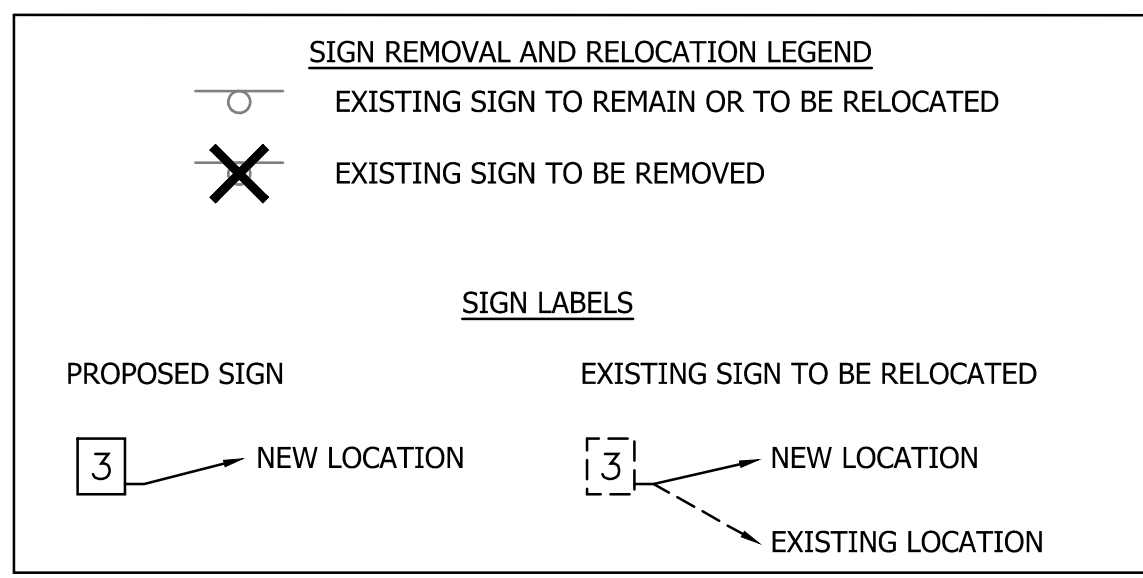 SIGN REMOVAL AND RELOCATION LEGEND
EXISTING SIGN TO REMAIN OR TO BE RELOCATED
EXISTING SIGN TO BE REMOVED
SIGN LABELS
PROPOSED SIGN
EXISTING SIGN TO BE RELOCATED
3 NEW LOCATION
3 NEW LOCATION
EXISTING LOCATION